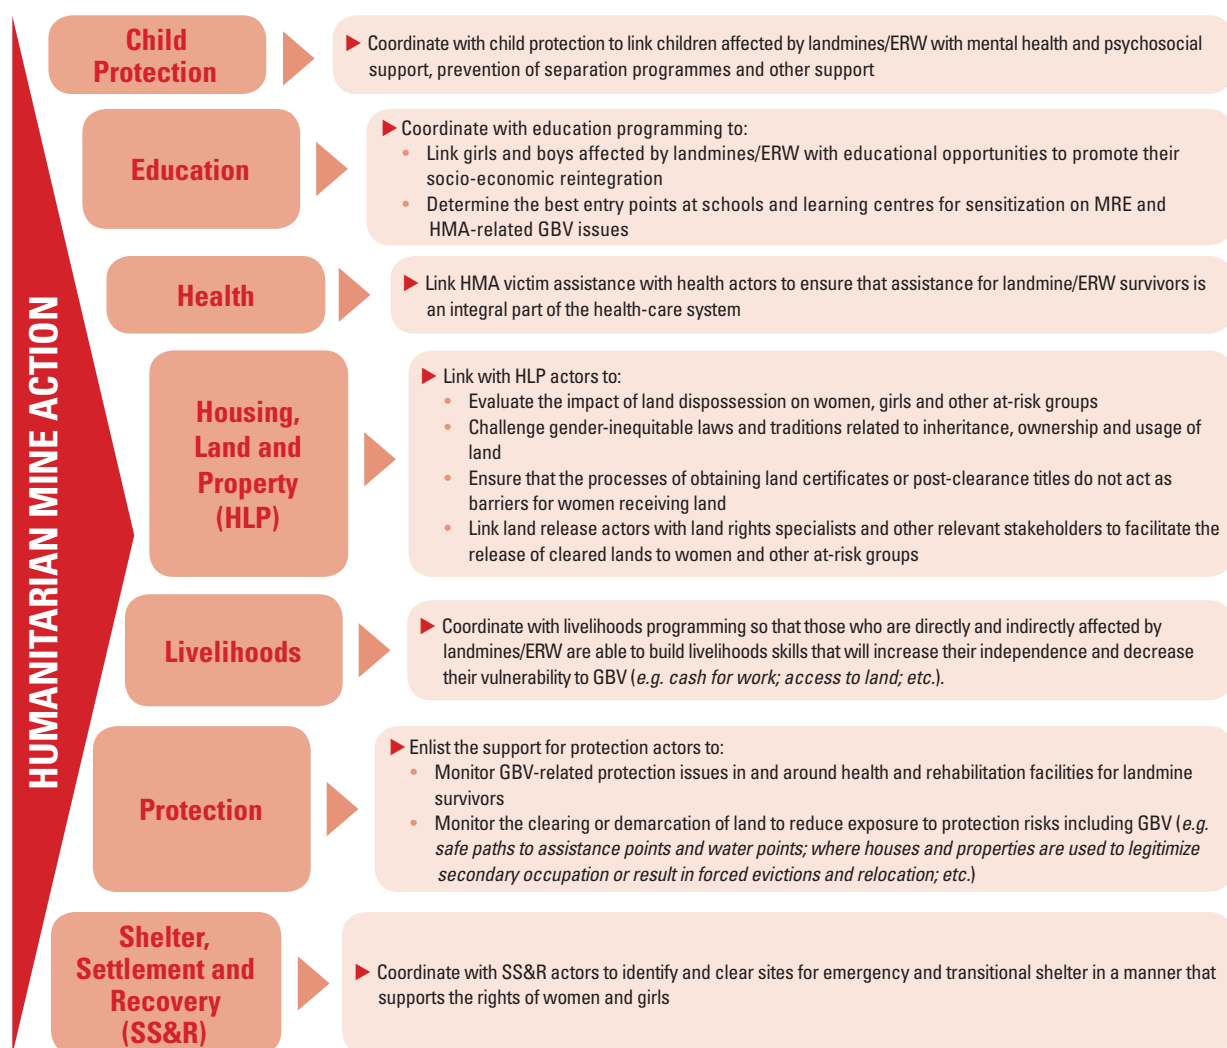 HUMANITARIAN MINE ACTION
Child
Protection
▶ Coordinate with child protection to link children affected by landmines/ERW with mental health and psychosocial
support, prevention of separation programmes and other support
Education
▶ Coordinate with education programming to:
• Link girls and boys affected by landmines/ERW with educational opportunities to promote their
socio-economic reintegration
• Determine the best entry points at schools and learning centres for sensitization on MRE and
HMA-related GBV issues
Health
▶ Link HMA victim assistance with health actors to ensure that assistance for landmine/ERW survivors is
an integral part of the health-care system
Housing,
Land and
Property
(HLP)
▶ Link with HLP actors to:
• Evaluate the impact of land dispossession on women, girls and other at-risk groups
• Challenge gender-inequitable laws and traditions related to inheritance, ownership and usage of
land
• Ensure that the processes of obtaining land certificates or post-clearance titles do not act as
barriers for women receiving land
• Link land release actors with land rights specialists and other relevant stakeholders to facilitate the
release of cleared lands to women and other at-risk groups
Livelihoods
▶ Coordinate with livelihoods programming so that those who are directly and indirectly affected by
landmines/ERW are able to build livelihoods skills that will increase their independence and decrease
their vulnerability to GBV (e.g. cash for work; access to land; etc.).
Protection
▶ Enlist the support for protection actors to:
• Monitor GBV-related protection issues in and around health and rehabilitation facilities for landmine
survivors
• Monitor the clearing or demarcation of land to reduce exposure to protection risks including GBV (e.g.
safe paths to assistance points and water points; where houses and properties are used to legitimize
secondary occupation or result in forced evictions and relocation; etc.)
Shelter,
Settlement and
Recovery
(SS&R)
▶ Coordinate with SS&R actors to identify and clear sites for emergency and transitional shelter in a manner that
supports the rights of women and girls